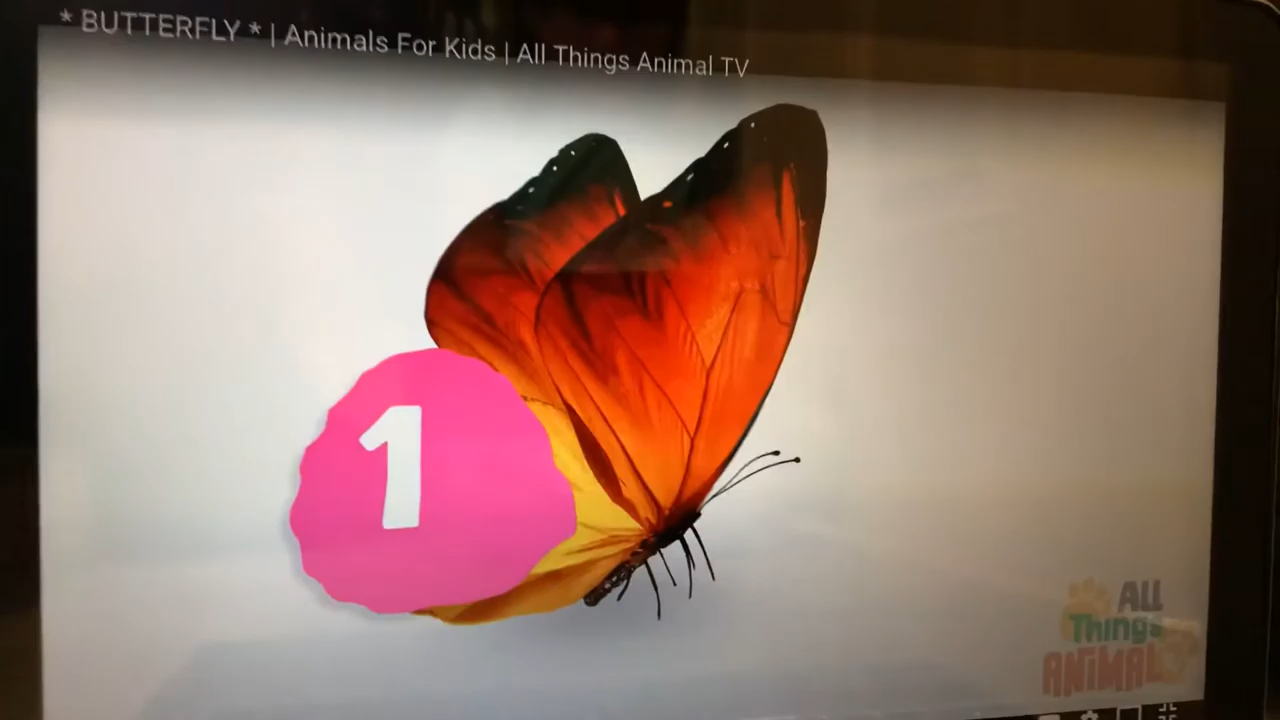 * BUTTERFLY * | Animals For Kids | All Things Animal TV
1
ALL
Things
ANiMAL